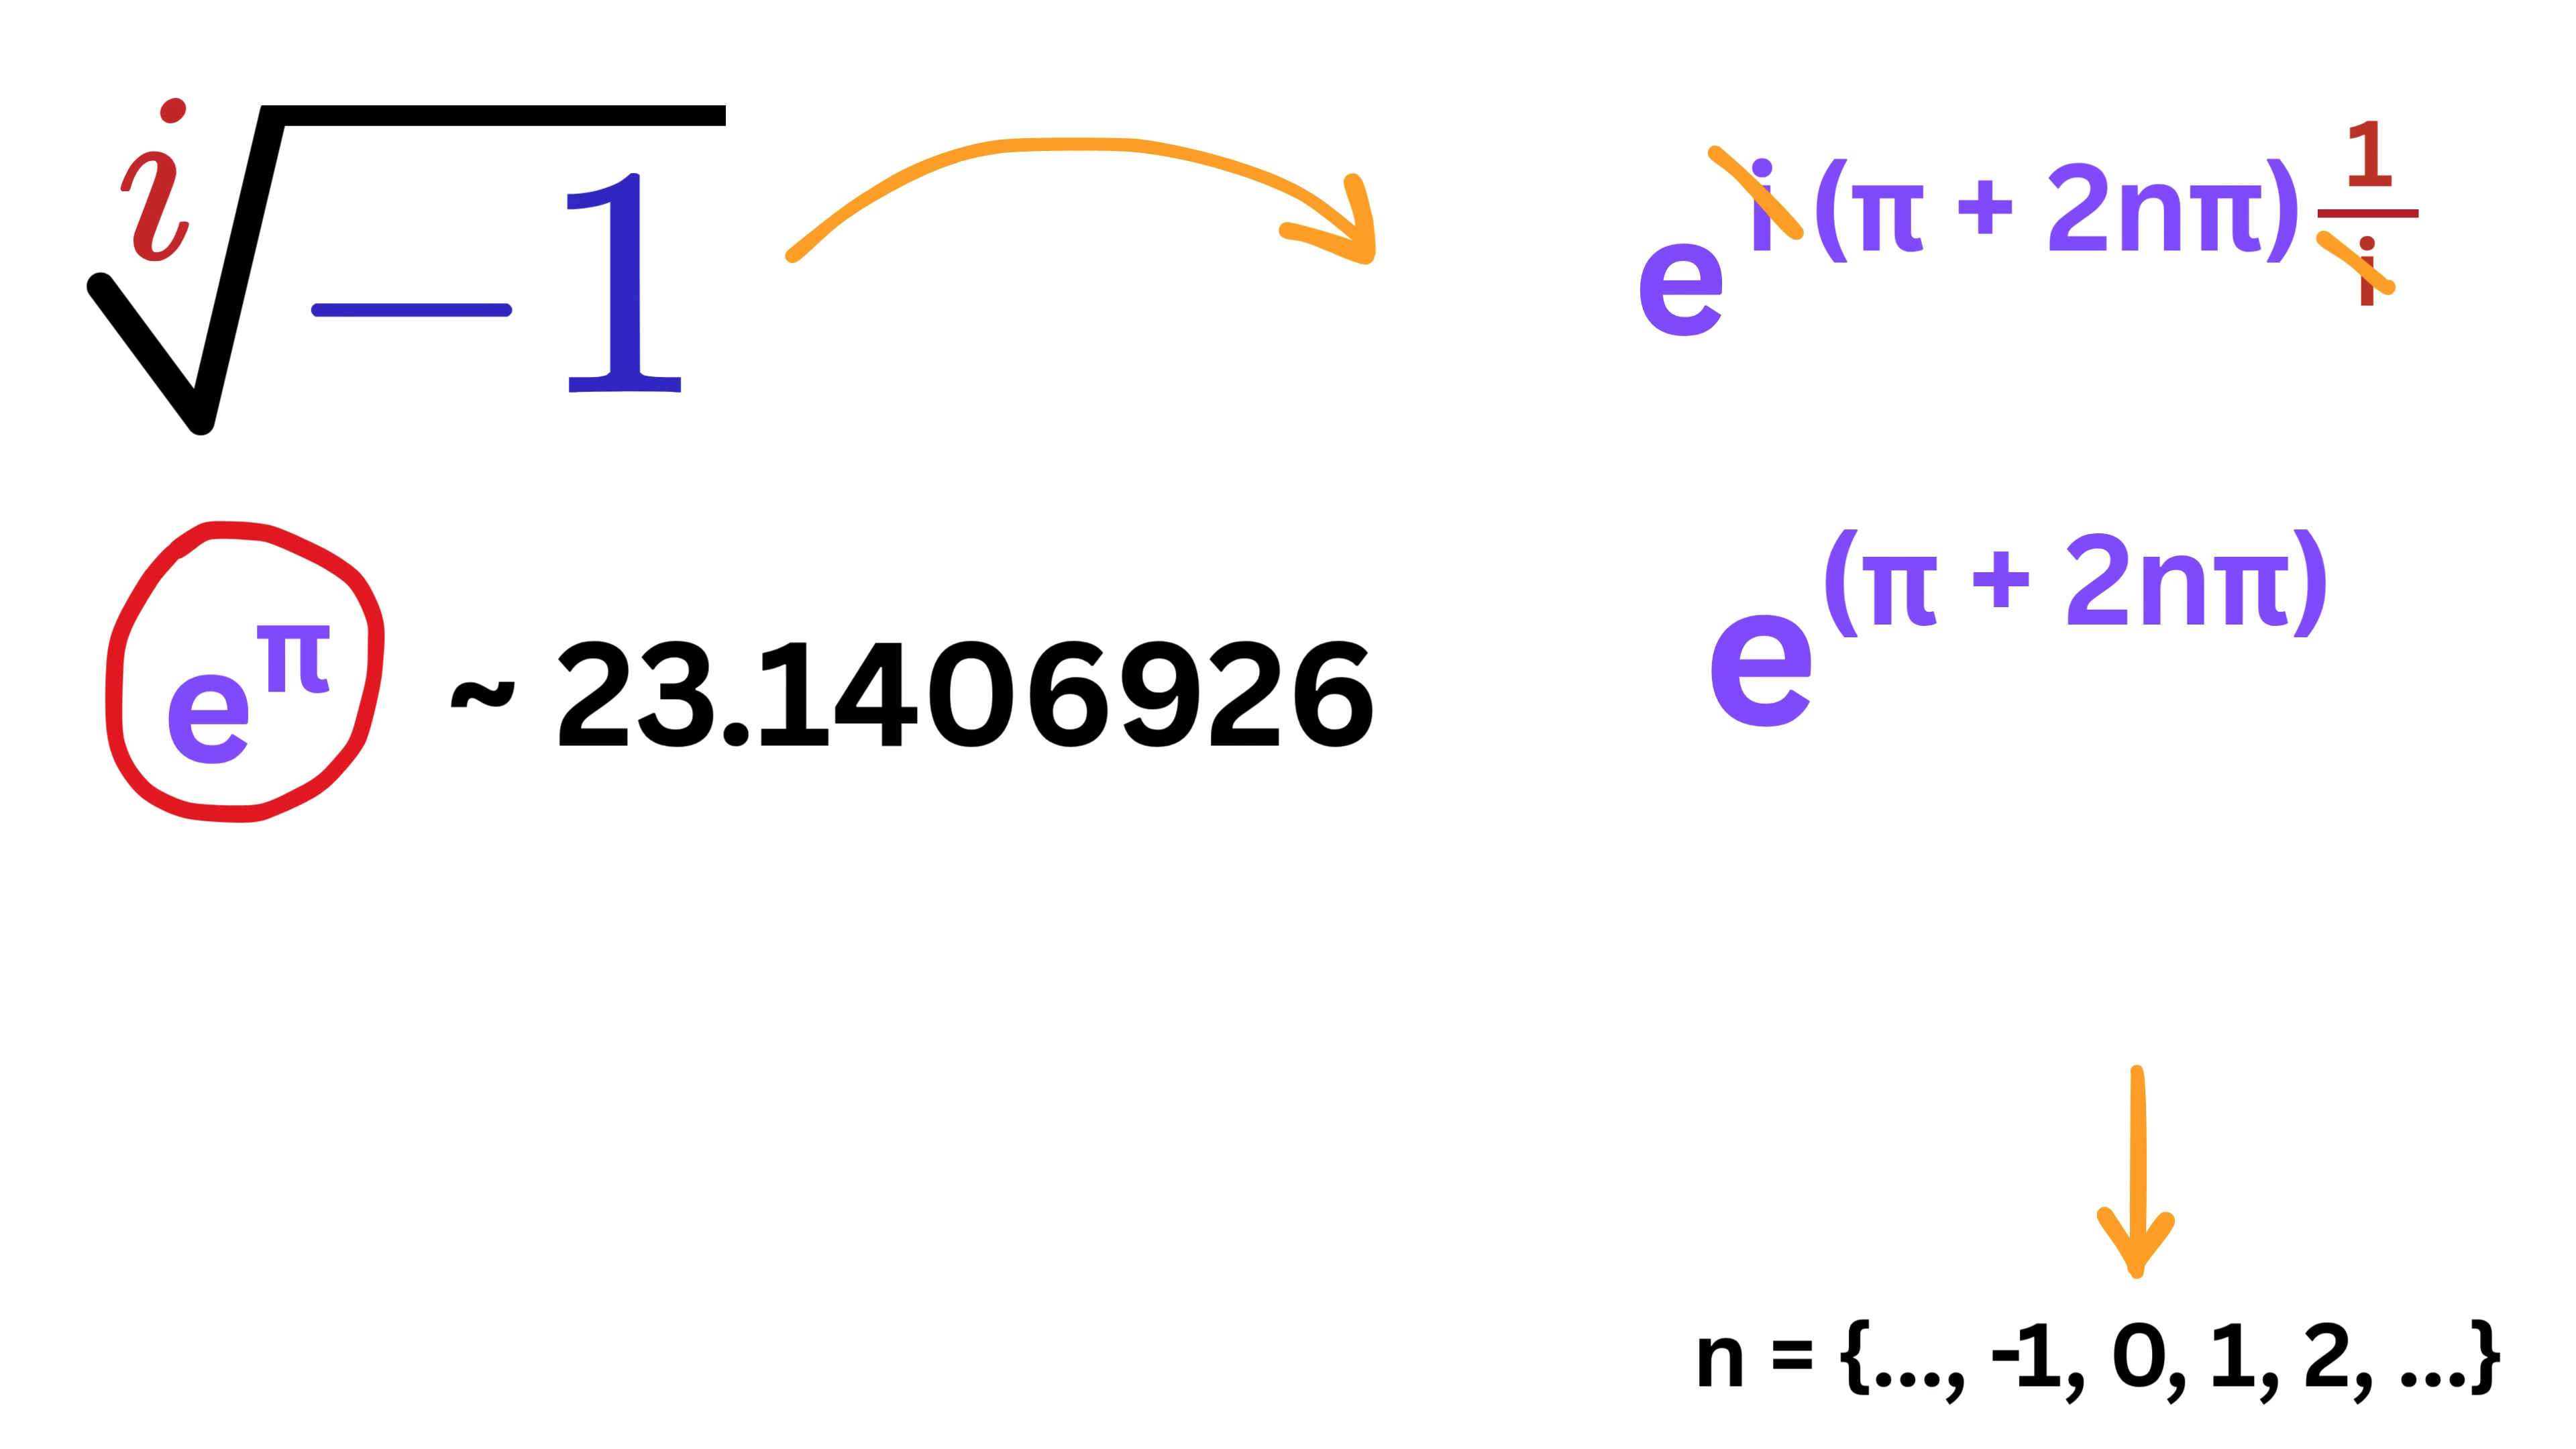 i√−1
e^i(π + 2nπ) 1/i
e^π ~ 23.1406926
e^(π + 2nπ)
n = {..., -1, 0, 1, 2, ...}